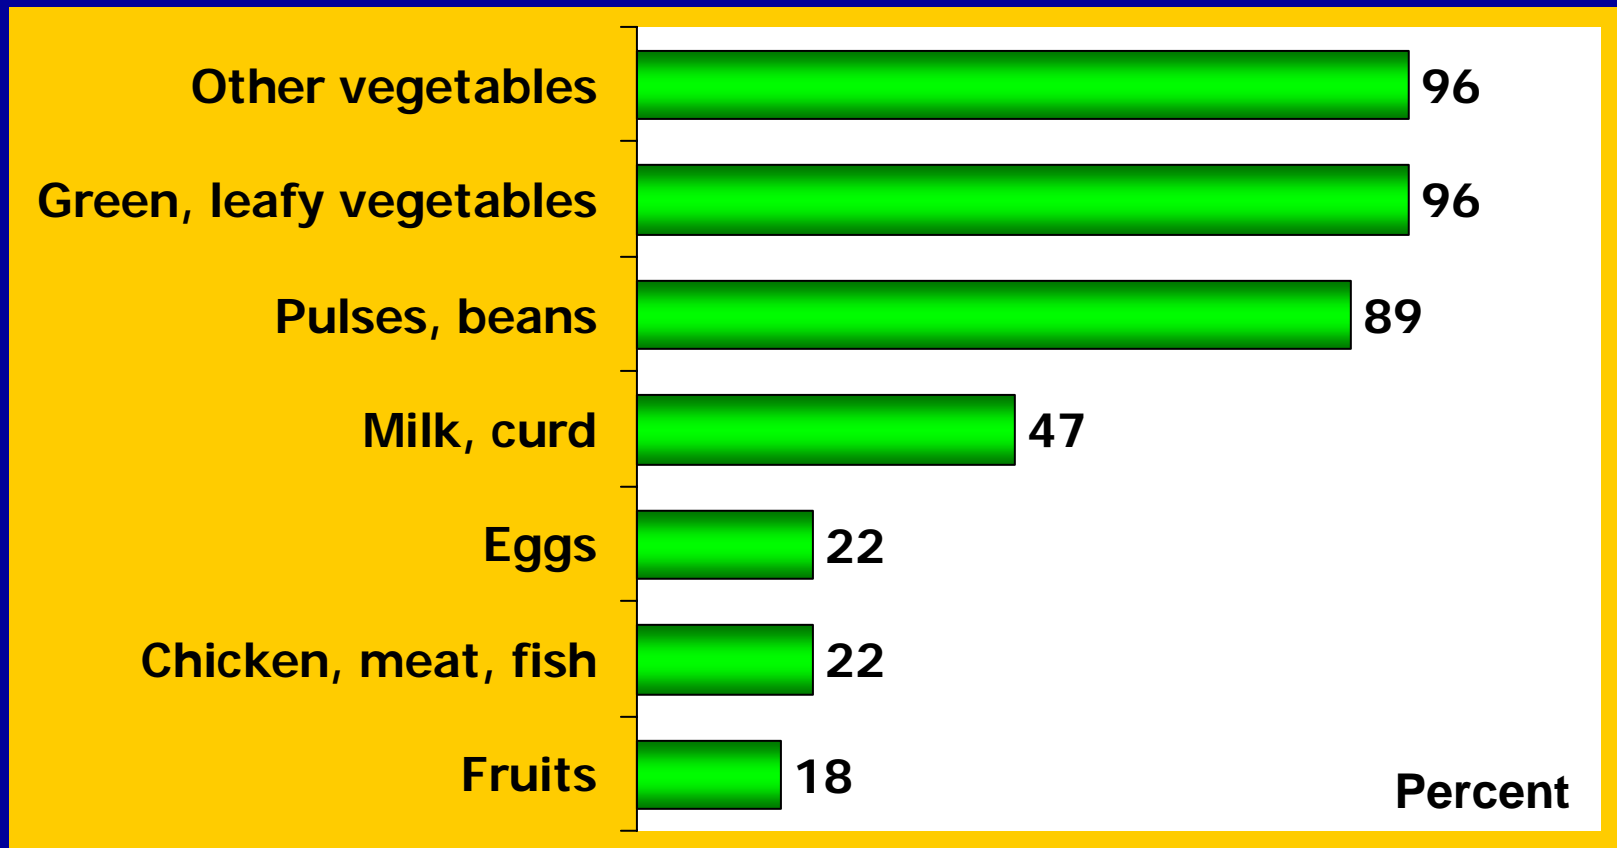 Other vegetables 96
Green, leafy vegetables 96
Pulses, beans 89
Milk, curd 47
Eggs 22
Chicken, meat, fish 22
Fruits 18
Percent